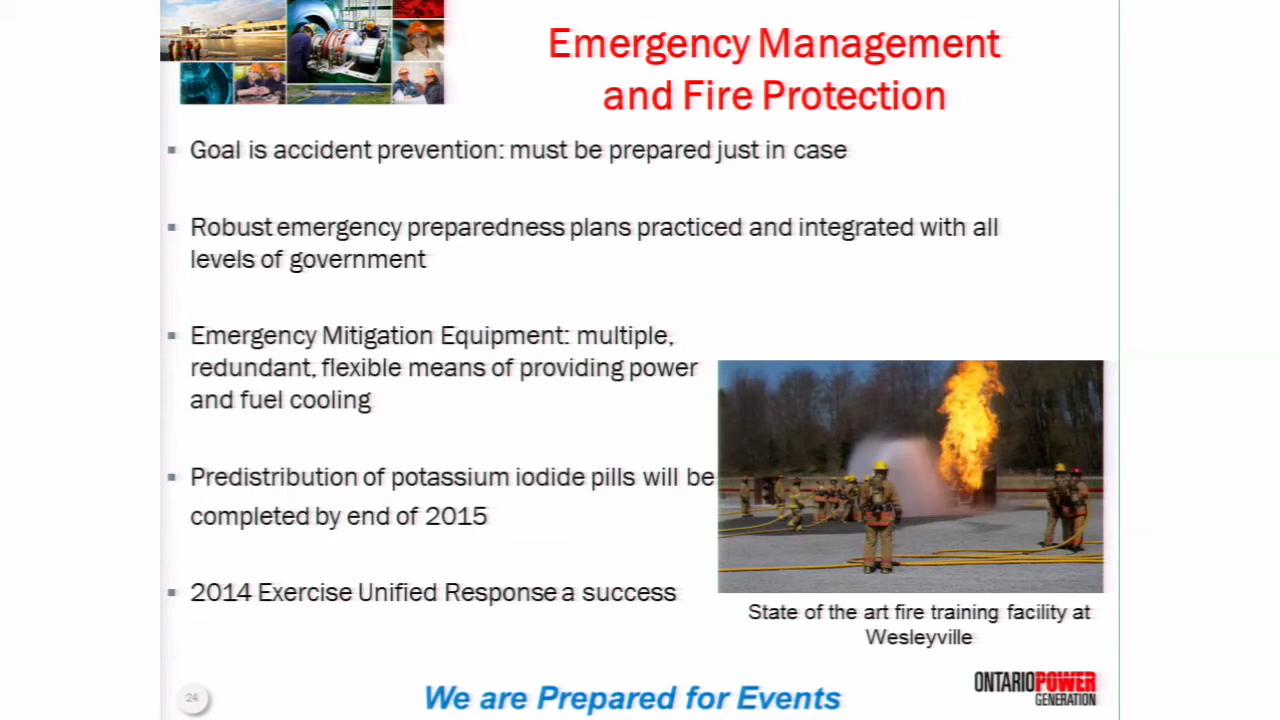 Emergency Management
and Fire Protection
Goal is accident prevention: must be prepared just in case
Robust emergency preparedness plans practiced and integrated with all
levels of government
Emergency Mitigation Equipment: multiple,
redundant, flexible means of providing power
and fuel cooling
Predistribution of potassium iodide pills will be
completed by end of 2015
2014 Exercise Unified Response a success
State of the art fire training facility at
Wesleyville
24
We are Prepared for Events
ONTARIOPOWER
GENERATION